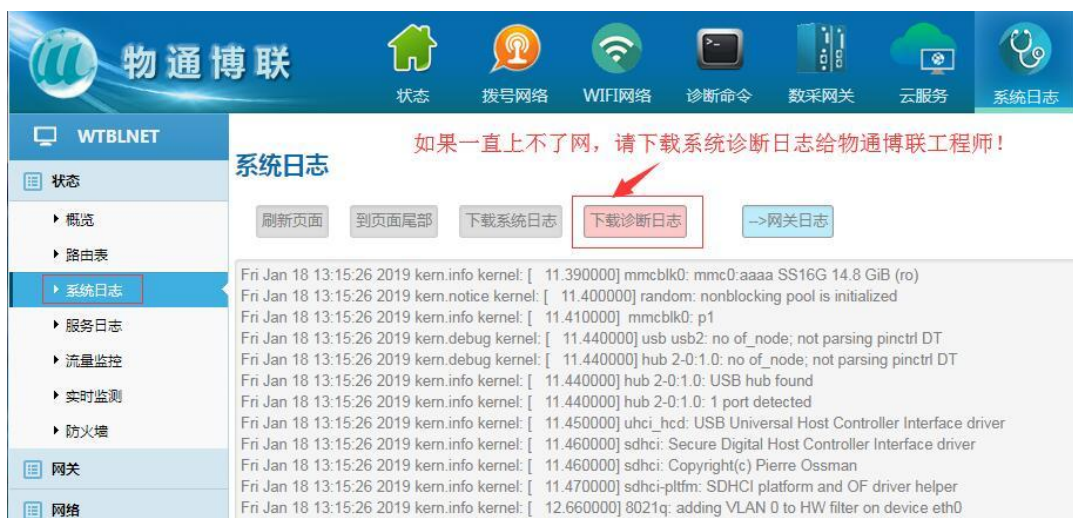 物通博联
状态
拨号网络
WIFI网络
诊断命令
数采网关
云服务
系统日志
WTBLNET
状态
概览
路由表
系统日志
服务日志
流量监控
实时监测
防火墙
网关
网络
如果一直上不了网，请下载系统诊断日志给物通博联工程师！
系统日志
刷新页面 到页面尾部 下载系统日志 下载诊断日志 -->网关日志
Fri Jan 18 13:15:26 2019 kern.info kernel: [ 11.390000] mmcblk0: mmc0:aaaa SS16G 14.8 GiB (ro)
Fri Jan 18 13:15:26 2019 kern.notice kernel: [ 11.400000] random: nonblocking pool is initialized
Fri Jan 18 13:15:26 2019 kern.info kernel: [ 11.410000] mmcblk0: p1
Fri Jan 18 13:15:26 2019 kern.debug kernel: [ 11.440000] usb usb2: no of_node; not parsing pinctrl DT
Fri Jan 18 13:15:26 2019 kern.debug kernel: [ 11.440000] hub 2-0:1.0: no of_node; not parsing pinctrl DT
Fri Jan 18 13:15:26 2019 kern.info kernel: [ 11.440000] hub 2-0:1.0: USB hub found
Fri Jan 18 13:15:26 2019 kern.info kernel: [ 11.440000] hub 2-0:1.0: 1 port detected
Fri Jan 18 13:15:26 2019 kern.info kernel: [ 11.450000] uhci_hcd: USB Universal Host Controller Interface driver
Fri Jan 18 13:15:26 2019 kern.info kernel: [ 11.460000] sdhci: Secure Digital Host Controller Interface driver
Fri Jan 18 13:15:26 2019 kern.info kernel: [ 11.460000] sdhci: Copyright(c) Pierre Ossman
Fri Jan 18 13:15:26 2019 kern.info kernel: [ 11.470000] sdhci-pltfm: SDHCI platform and OF driver helper
Fri Jan 18 13:15:26 2019 kern.info kernel: [ 12.660000] 8021q: adding VLAN 0 to HW filter on device eth0